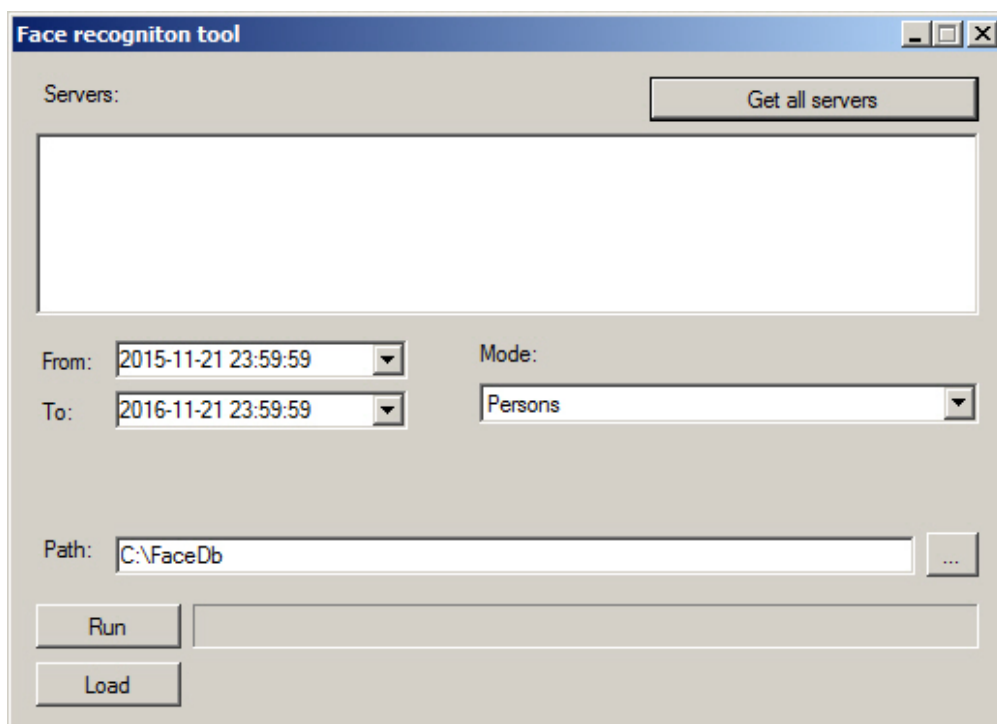 Face recogniton tool
Servers:
Get all servers
From: 2015-11-21 23:59:59
Mode:
To: 2016-11-21 23:59:59
Persons
Path: C:\FaceDb
...
Run
Load